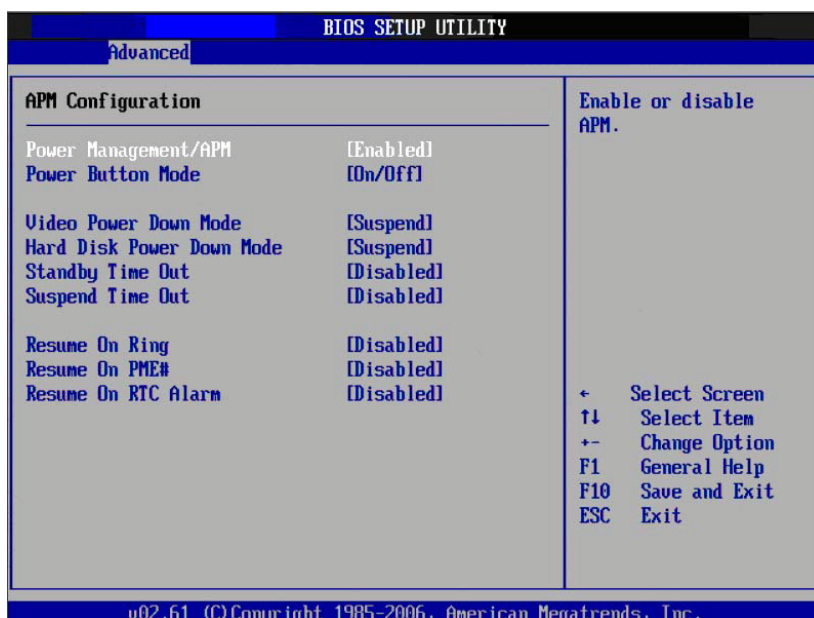 BIOS SETUP UTILITY
Advanced
APM Configuration
Power Management/APM [Enabled]
Power Button Mode [On/Off]
Video Power Down Mode [Suspend]
Hard Disk Power Down Mode [Suspend]
Standby Time Out [Disabled]
Suspend Time Out [Disabled]
Resume On Ring [Disabled]
Resume On PME# [Disabled]
Resume On RTC Alarm [Disabled]
Enable or disable
APM.
← Select Screen
↑↓ Select Item
+- Change Option
F1 General Help
F10 Save and Exit
ESC Exit
v02.61 (C)Copyright 1985-2006, American Megatrends, Inc.